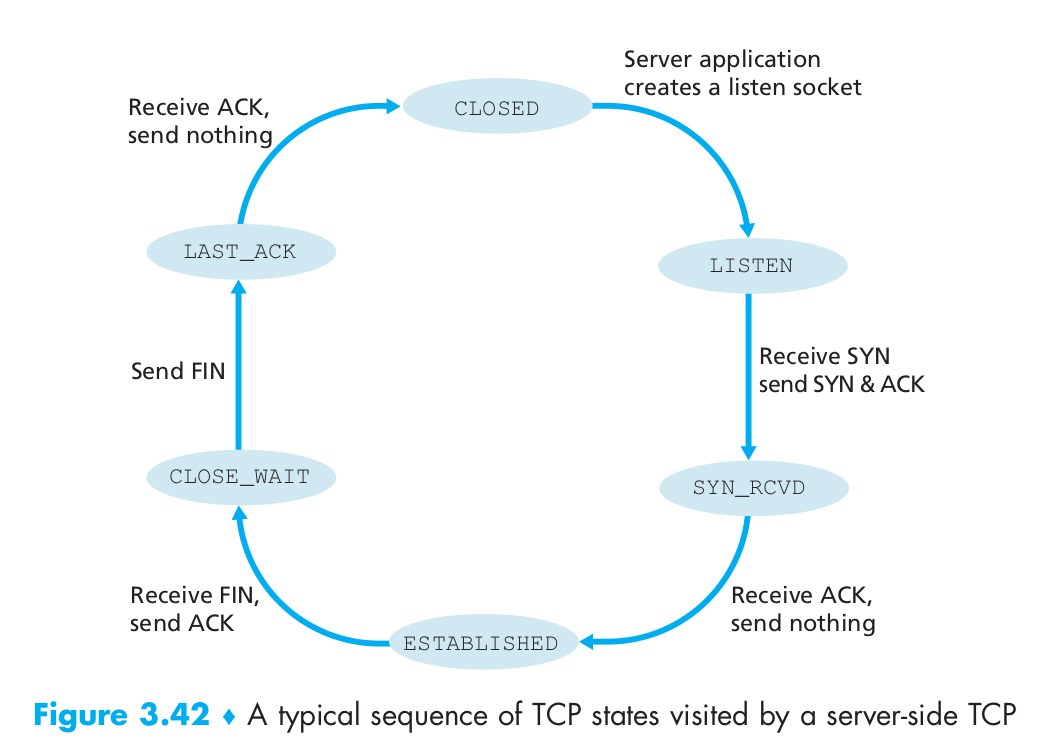 Server application
creates a listen socket
Receive ACK,
send nothing
CLOSED
LAST_ACK
LISTEN
Receive SYN
send SYN & ACK
Send FIN
CLOSE_WAIT
SYN_RCVD
Receive FIN,
send ACK
Receive ACK,
send nothing
ESTABLISHED
Figure 3.42 ♦ A typical sequence of TCP states visited by a server-side TCP